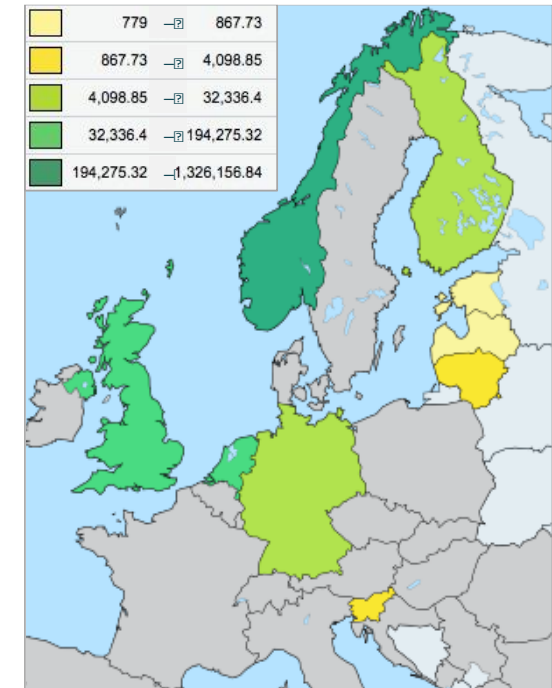 779 – 867.73
867.73 – 4,098.85
4,098.85 – 32,336.4
32,336.4 – 194,275.32
194,275.32 – 1,326,156.84